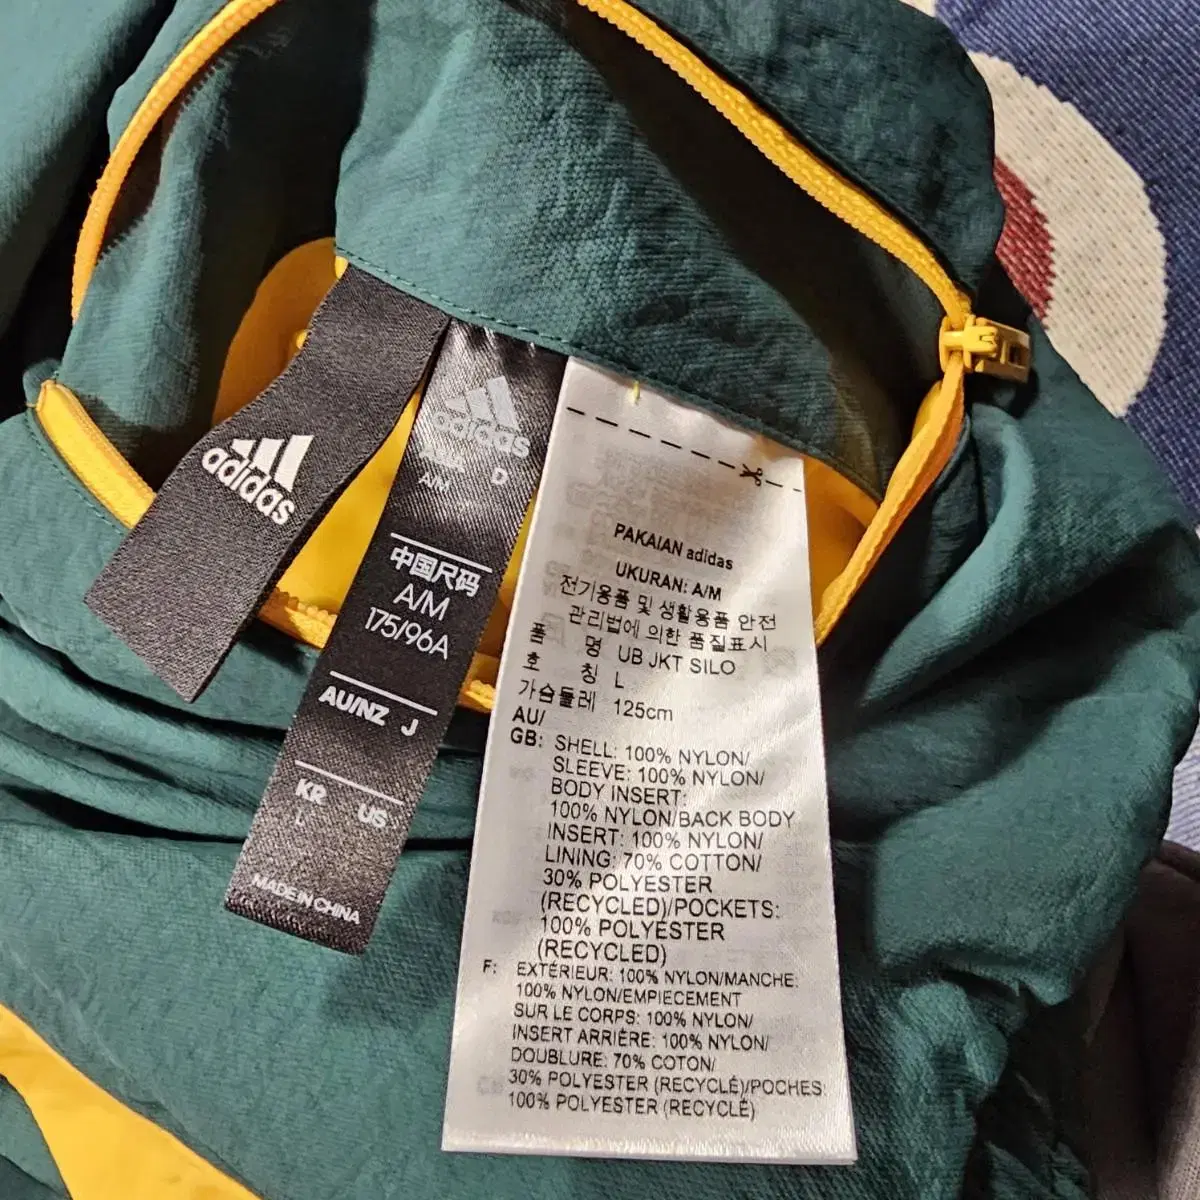 adidas
adidas
A/N
D
中国尺码
A/M
175/96A
AU/NZ J
KR US
L
MADE IN CHINA
PAKAIAN adidas
UKURAN: A/M
전기용품 및 생활용품 안전
관리법에 의한 품질표시
품 명 UB JKT SILO
호 칭 L
가슴둘레 125cm
AU/
GB: SHELL: 100% NYLON/
SLEEVE: 100% NYLON/
BODY INSERT:
100% NYLON/BACK BODY
INSERT: 100% NYLON/
LINING: 70% COTTON/
30% POLYESTER
(RECYCLED)/POCKETS:
100% POLYESTER
(RECYCLED)
F: EXTÉRIEUR: 100% NYLON/MANCHE:
100% NYLON/EMPIECEMENT
SUR LE CORPS: 100% NYLON/
INSERT ARRIÈRE: 100% NYLON/
DOUBLURE: 70% COTON/
30% POLYESTER (RECYCLÉ)/POCHES:
100% POLYESTER (RECYCLÉ)